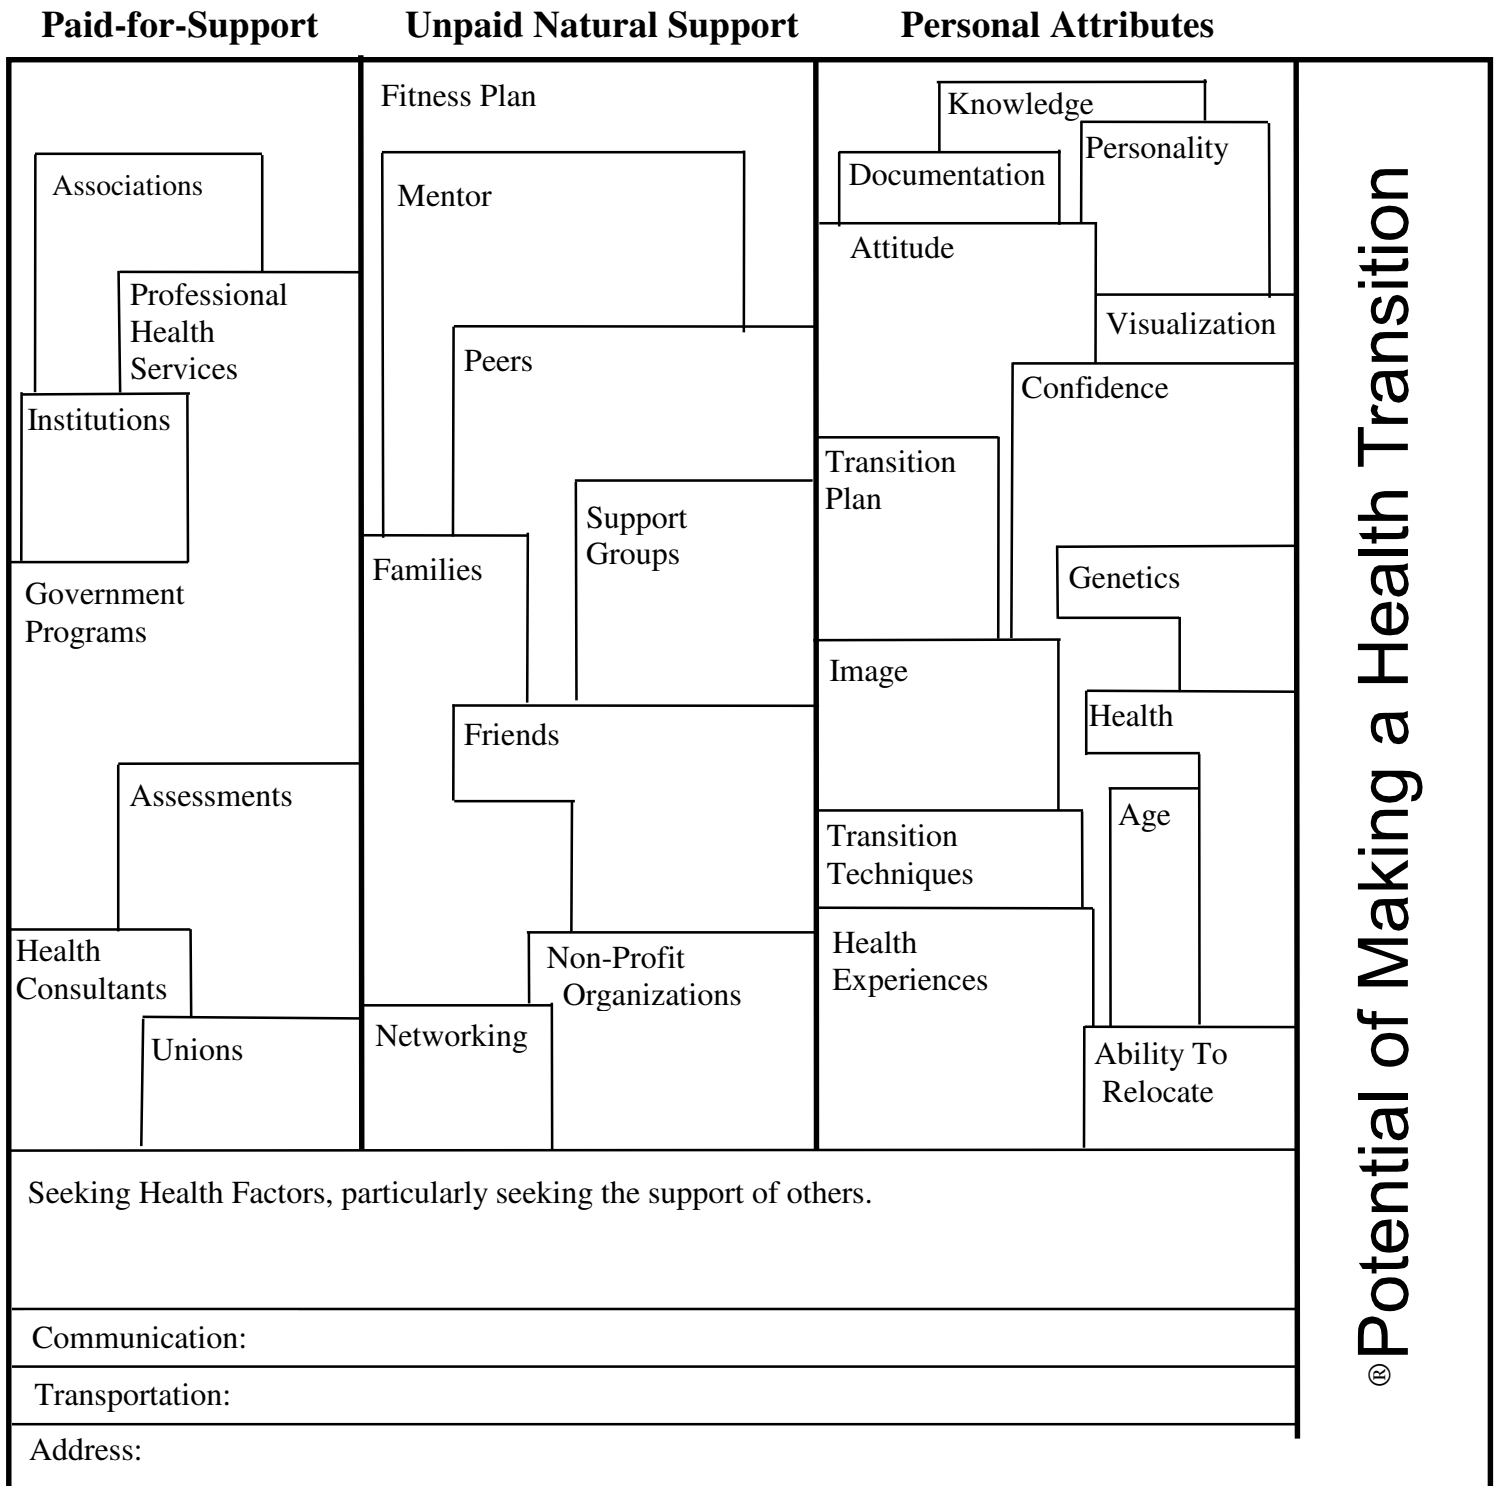 Paid-for-Support
Unpaid Natural Support
Personal Attributes
Associations
Professional
Health
Services
Institutions
Government
Programs
Assessments
Health
Consultants
Unions
Fitness Plan
Mentor
Peers
Support
Groups
Families
Friends
Non-Profit
Organizations
Networking
Knowledge
Personality
Documentation
Attitude
Visualization
Confidence
Transition
Plan
Genetics
Image
Health
Age
Transition
Techniques
Health
Experiences
Ability To
Relocate
®Potential of Making a Health Transition
Seeking Health Factors, particularly seeking the support of others.
Communication:
Transportation:
Address: